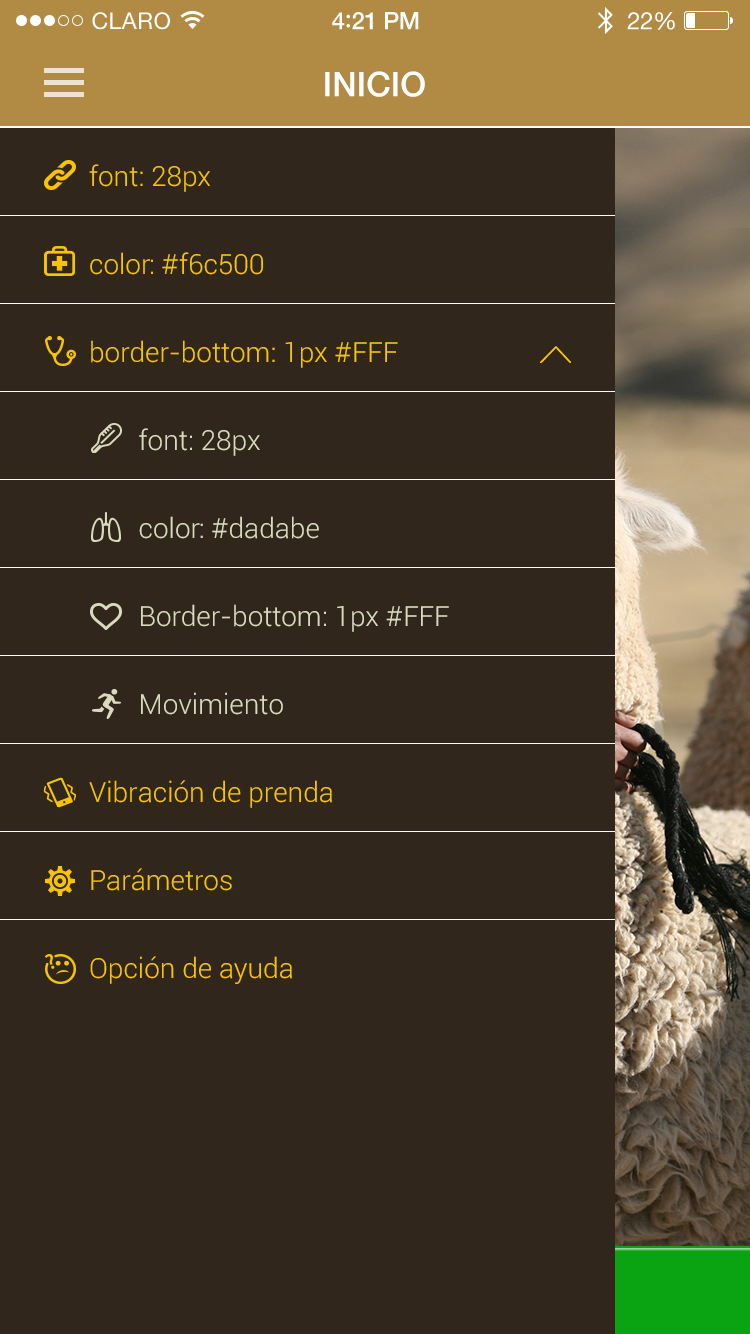 CLARO 4:21 PM 22%
INICIO
font: 28px
color: #f6c500
border-bottom: 1px #FFF
font: 28px
color: #dadabe
Border-bottom: 1px #FFF
Movimiento
Vibración de prenda
Parámetros
Opción de ayuda